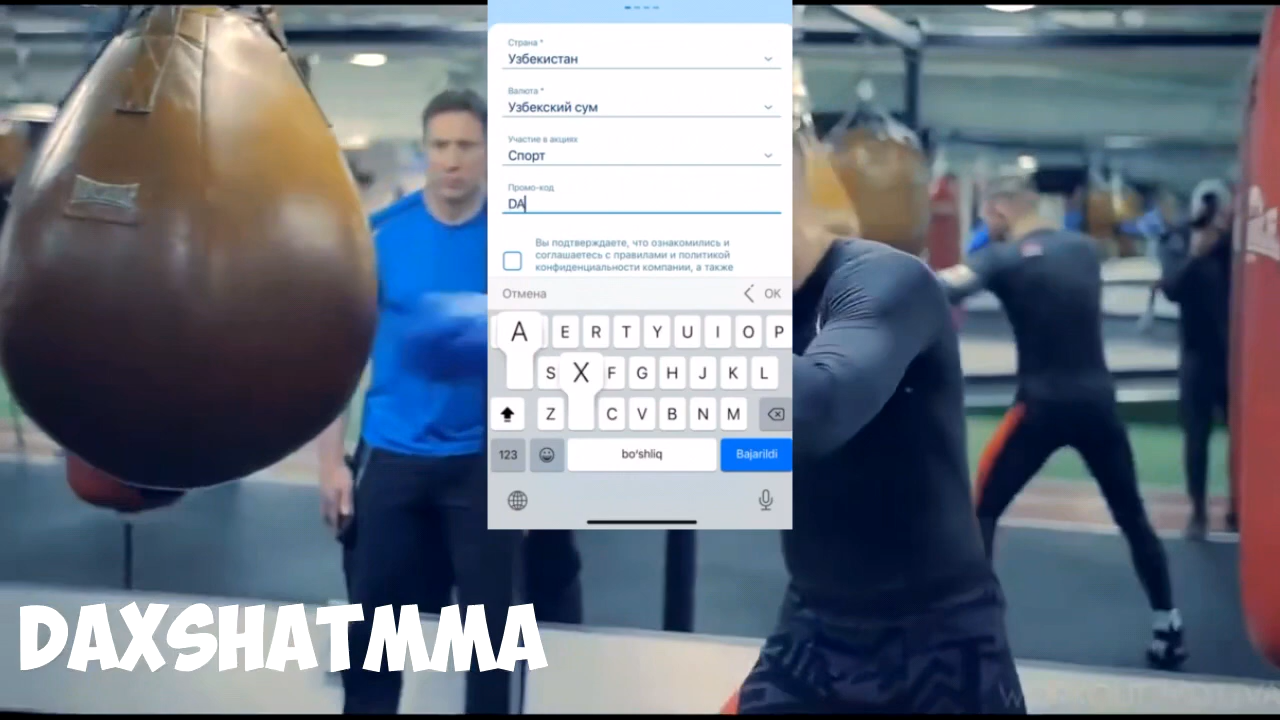 Страна *
Узбекистан
Валюта *
Узбекский сум
Участие в акциях
Спорт
Промо-код
DA
Вы подтверждаете, что ознакомились и
соглашаетесь с правилами и политикой
конфиденциальности компании, а также
Отмена
OK
A E R T Y U I O P
S X F G H J K L
Z C V B N M
123 bo'shliq Bajarildi
DAXSHATMMA